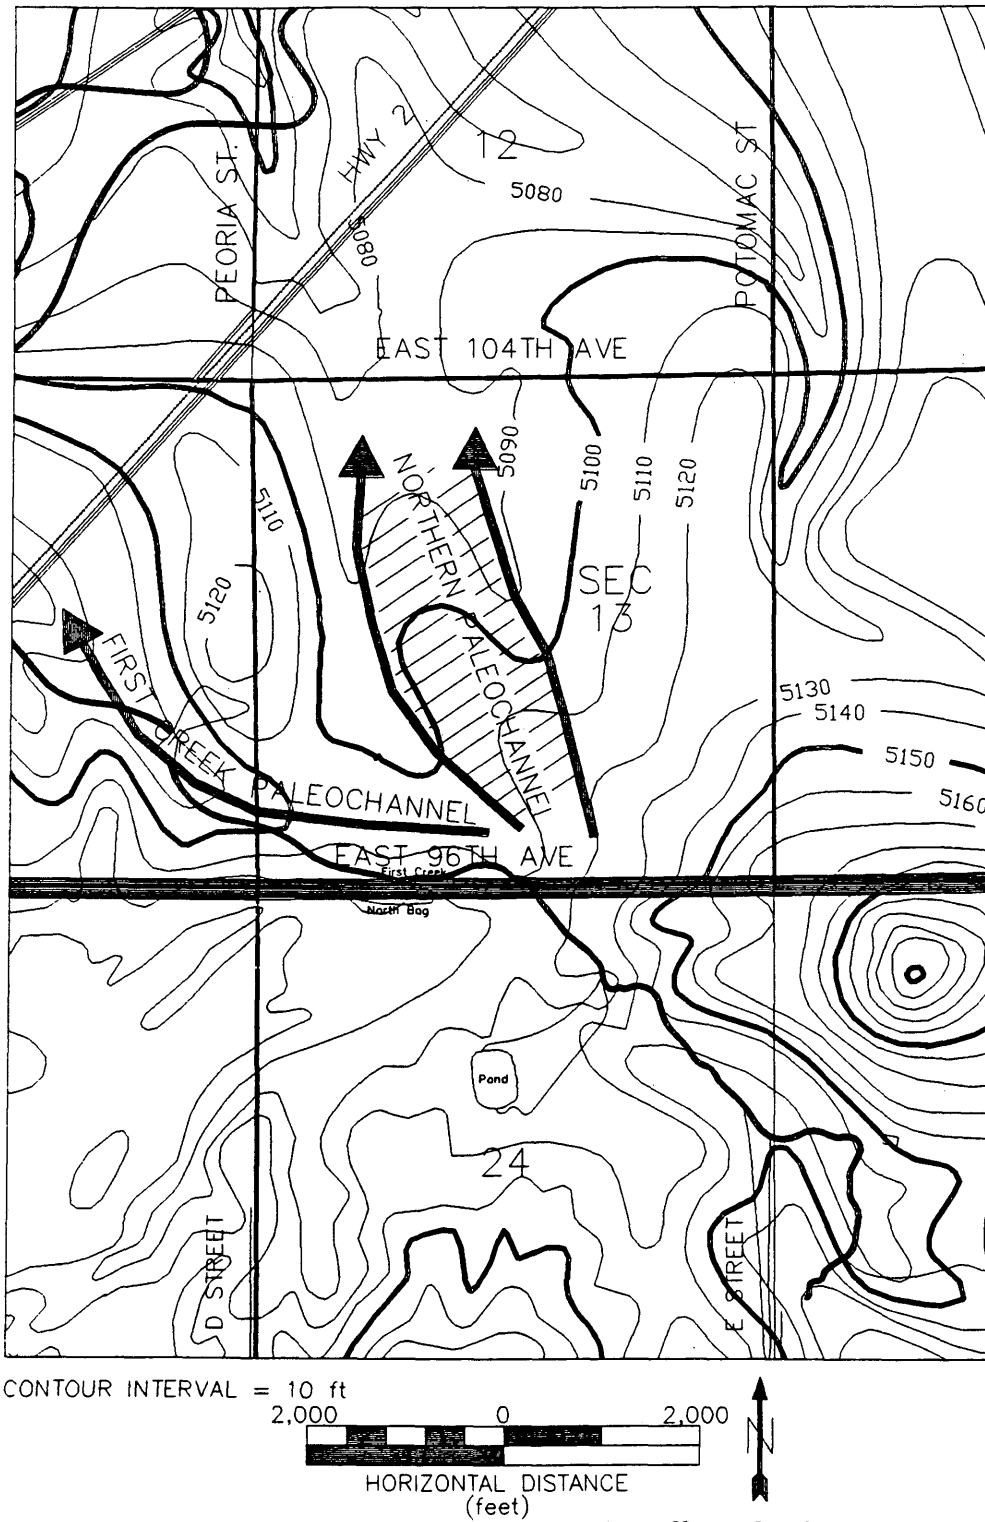 HWY 2
12
PEORIA ST.
POTOMAC ST
5080
5080
EAST 104TH AVE
NORTHERN PALEOCHANNEL
5090
5100
5110
5120
5110
SEC
13
5120
FIRST CREEK PALEOCHANNEL
5130
5140
5150
5160
EAST 96TH AVE
First Creek
North Bog
Pond
24
D STREET
E STREET
CONTOUR INTERVAL = 10 ft
2,000 0 2,000
N
HORIZONTAL DISTANCE
(feet)